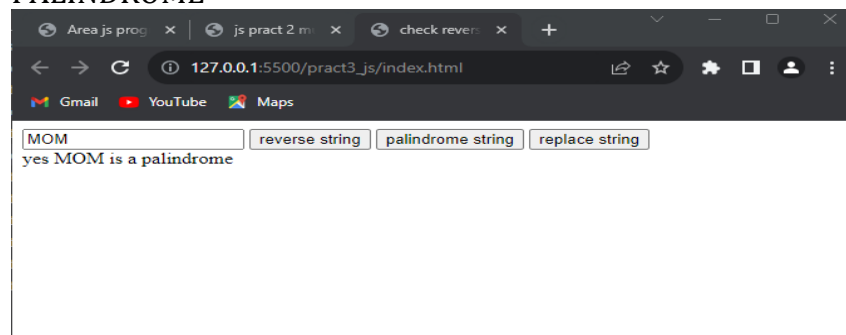 PALINDROME
Area js prog js pract 2 m check revers
127.0.0.1:5500/pract3_js/index.html
Gmail YouTube Maps
MOM reverse string palindrome string replace string
yes MOM is a palindrome